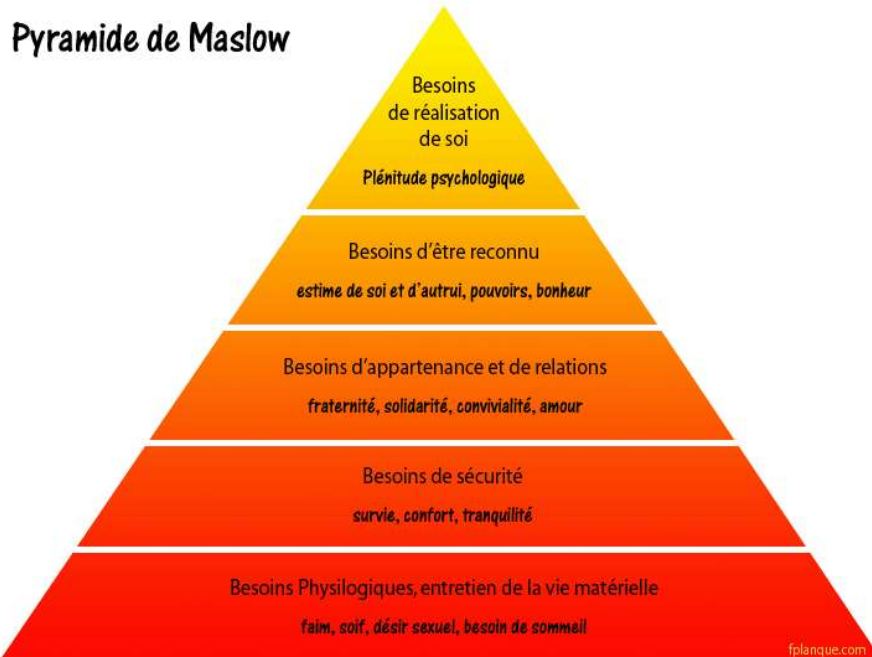 Pyramide de Maslow
Besoins
de réalisation
de soi
Plénitude psychologique
Besoins d'être reconnu
estime de soi et d'autrui, pouvoirs, bonheur
Besoins d'appartenance et de relations
fraternité, solidarité, convivialité, amour
Besoins de sécurité
survie, confort, tranquilité
Besoins Physilogiques, entretien de la vie matérielle
faim, soif, désir sexuel, besoin de sommeil
fplanque.com